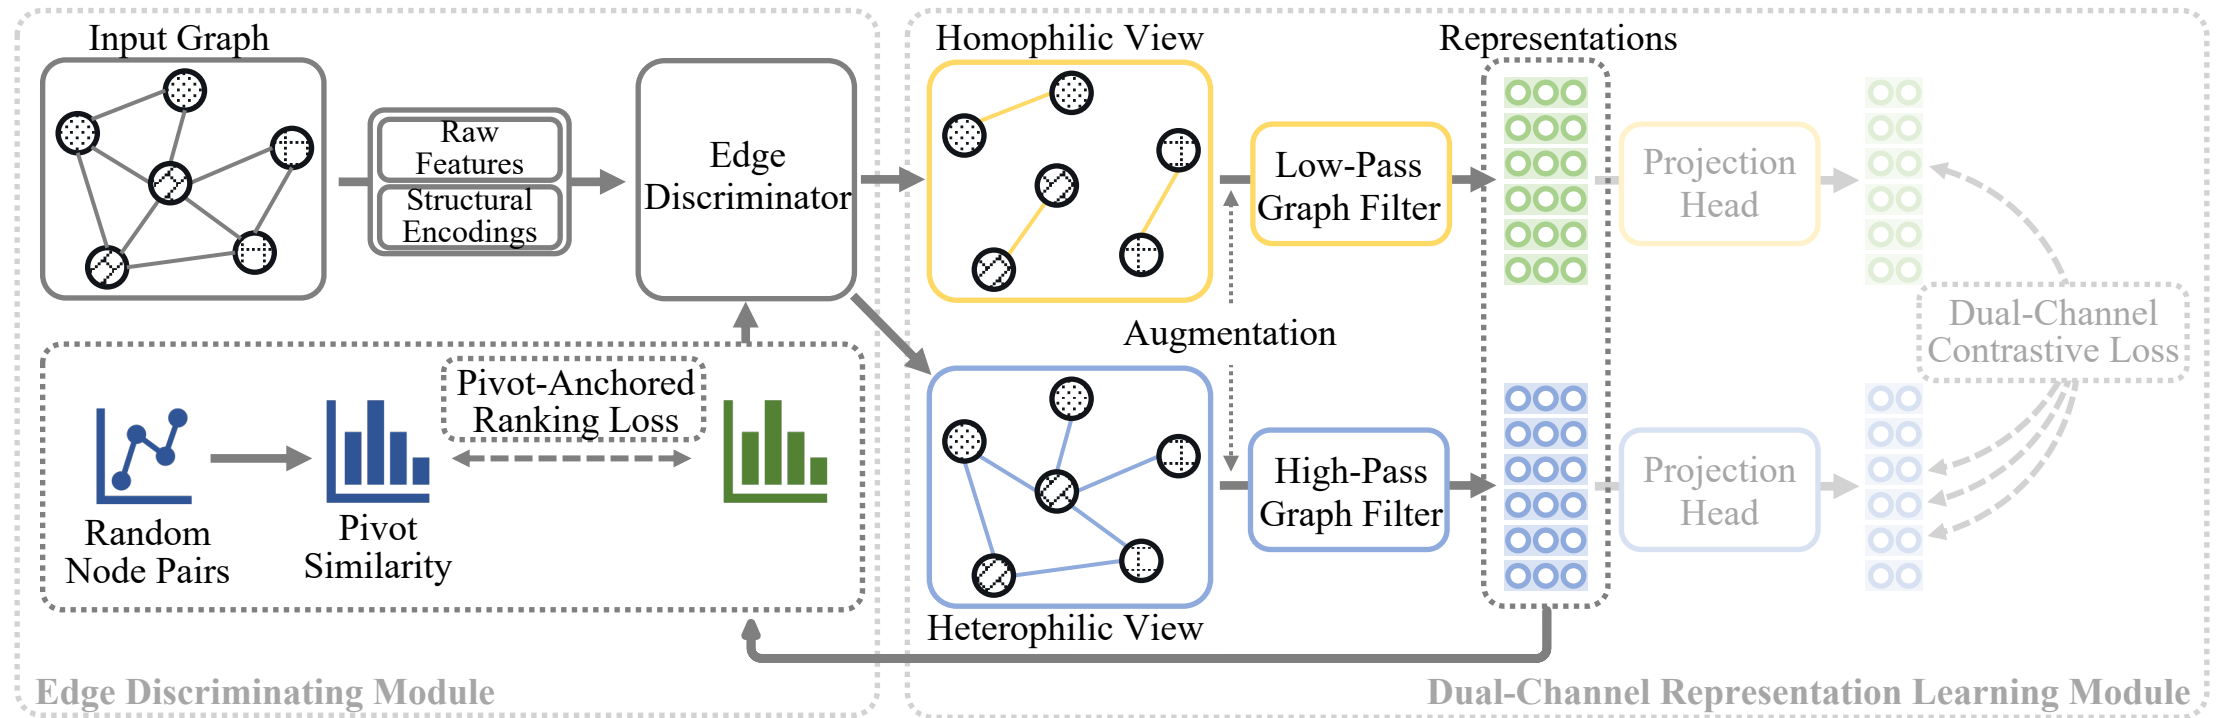 Input Graph
Raw
Features
Structural
Encodings
Edge
Discriminator
Pivot-Anchored
Ranking Loss
Random
Node Pairs
Pivot
Similarity
Edge Discriminating Module
Homophilic View
Low-Pass
Graph Filter
Augmentation
High-Pass
Graph Filter
Heterophilic View
Representations
Projection
Head
Projection
Head
Dual-Channel
Contrastive Loss
Dual-Channel Representation Learning Module